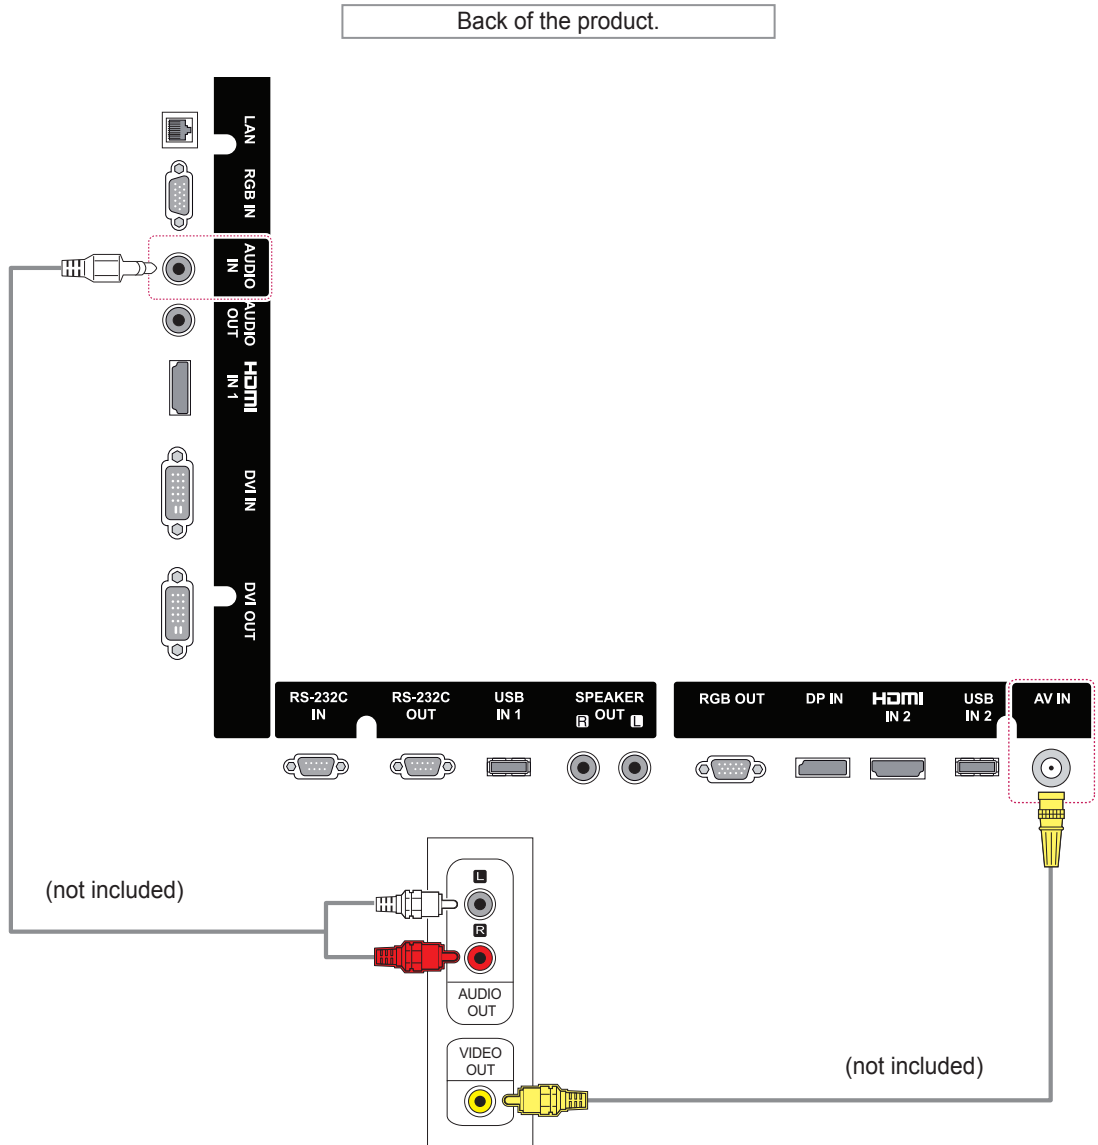 Back of the product.
LAN
RGB IN
AUDIO
IN
AUDIO
OUT
HDMI
IN 1
DVI IN
DVI OUT
RS-232C
IN
RS-232C
OUT
USB
IN 1
SPEAKER
R OUT L
RGB OUT
DP IN
HDMI
IN 2
USB
IN 2
AV IN
(not included)
L
R
AUDIO
OUT
VIDEO
OUT
(not included)